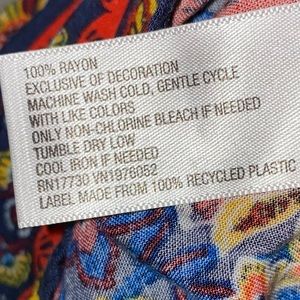 100% RAYON
EXCLUSIVE OF DECORATION
MACHINE WASH COLD, GENTLE CYCLE
WITH LIKE COLORS
ONLY NON-CHLORINE BLEACH IF NEEDED
TUMBLE DRY LOW
COOL IRON IF NEEDED
RN17730 VN1976052
LABEL MADE FROM 100% RECYCLED PLASTIC